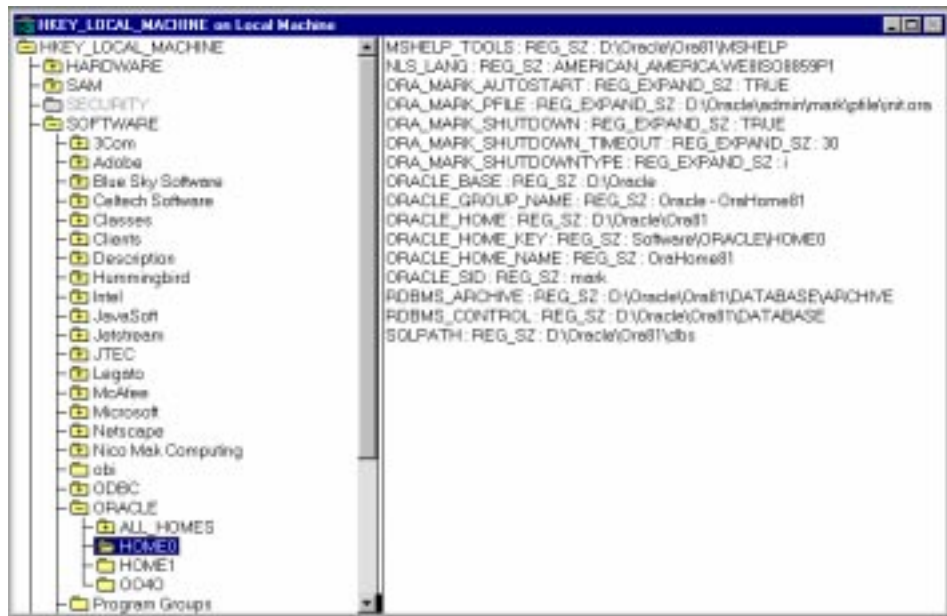 HKEY_LOCAL_MACHINE on Local Machine
HKEY_LOCAL_MACHINE
HARDWARE
SAM
SECURITY
SOFTWARE
3Com
Adobe
Blue Sky Software
Celtech Software
Classes
Clients
Description
Hummingbird
Intel
JavaSoft
Jetstream
JTEC
Legato
McAfee
Microsoft
Netscape
Nico Mak Computing
obi
ODBC
ORACLE
ALL_HOMES
HOME0
HOME1
OO4O
Program Groups
MSHELP_TOOLS : REG_SZ : D:\Oracle\Ora81\MSHELP
NLS_LANG : REG_SZ : AMERICAN_AMERICA.WE8ISO8859P1
ORA_MARK_AUTOSTART : REG_EXPAND_SZ : TRUE
ORA_MARK_PFILE : REG_EXPAND_SZ : D:\Oracle\admin\mark\pfile\init.ora
ORA_MARK_SHUTDOWN : REG_EXPAND_SZ : TRUE
ORA_MARK_SHUTDOWN_TIMEOUT : REG_EXPAND_SZ : 30
ORA_MARK_SHUTDOWNTYPE : REG_EXPAND_SZ : i
ORACLE_BASE : REG_SZ : D:\Oracle
ORACLE_GROUP_NAME : REG_SZ : Oracle - OraHome81
ORACLE_HOME : REG_SZ : D:\Oracle\Ora81
ORACLE_HOME_KEY : REG_SZ : Software\ORACLE\HOME0
ORACLE_HOME_NAME : REG_SZ : OraHome81
ORACLE_SID : REG_SZ : mark
RDBMS_ARCHIVE : REG_SZ : D:\Oracle\Ora81\DATABASE\ARCHIVE
RDBMS_CONTROL : REG_SZ : D:\Oracle\Ora81\DATABASE
SQLPATH : REG_SZ : D:\Oracle\Ora81\dbs